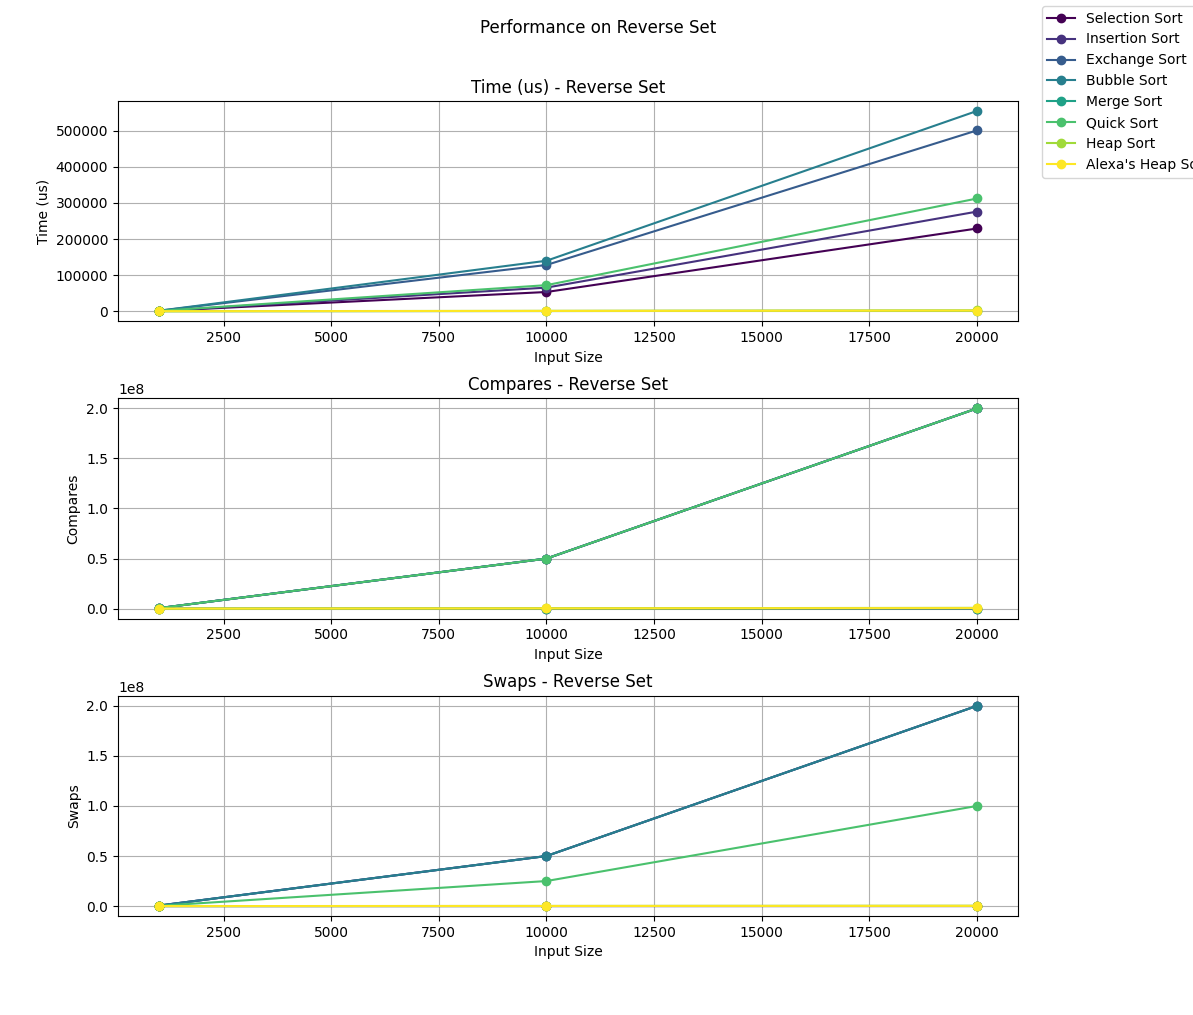 Performance on Reverse Set
Selection Sort
Insertion Sort
Exchange Sort
Bubble Sort
Merge Sort
Quick Sort
Heap Sort
Alexa's Heap So
Time (us) - Reverse Set
500000
400000
300000
200000
100000
0
Time (us)
2500 5000 7500 10000 12500 15000 17500 20000
Input Size
Compares - Reverse Set
1e8
2.0
1.5
1.0
0.5
0.0
Compares
2500 5000 7500 10000 12500 15000 17500 20000
Input Size
Swaps - Reverse Set
1e8
2.0
1.5
1.0
0.5
0.0
Swaps
2500 5000 7500 10000 12500 15000 17500 20000
Input Size